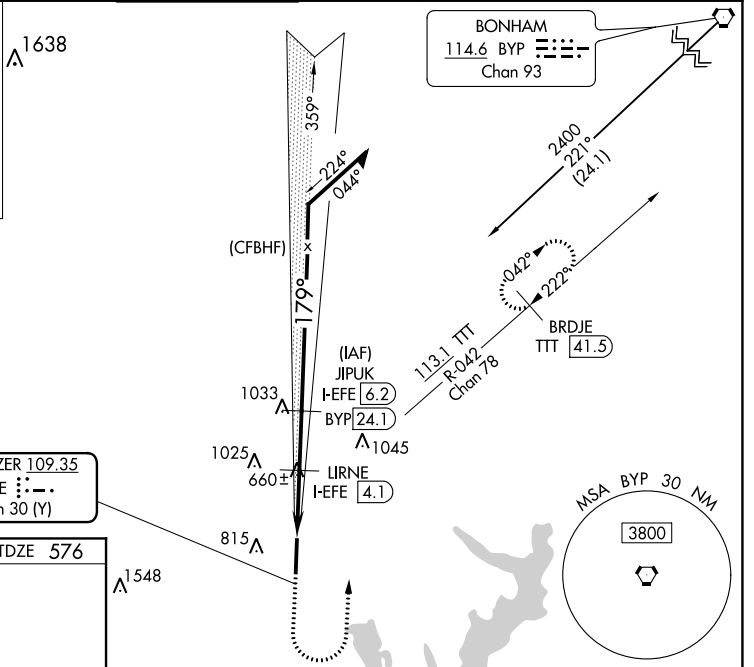 1638
BONHAM
114.6 BYP
Chan 93
359°
224°
044°
2400
221°
(24.1)
(CFBHF)
x
179°
042°
222°
BRDJE
TTT 41.5
113.1 TTT
R-042
Chan 78
(IAF)
JIPUK
I-EFE 6.2
BYP 24.1
1033
1045
1025
660±
LIRNE
I-EFE 4.1
ZER 109.35
E
n 30 (Y)
815
TDZE 576
1548
MSA BYP 30 NM
3800